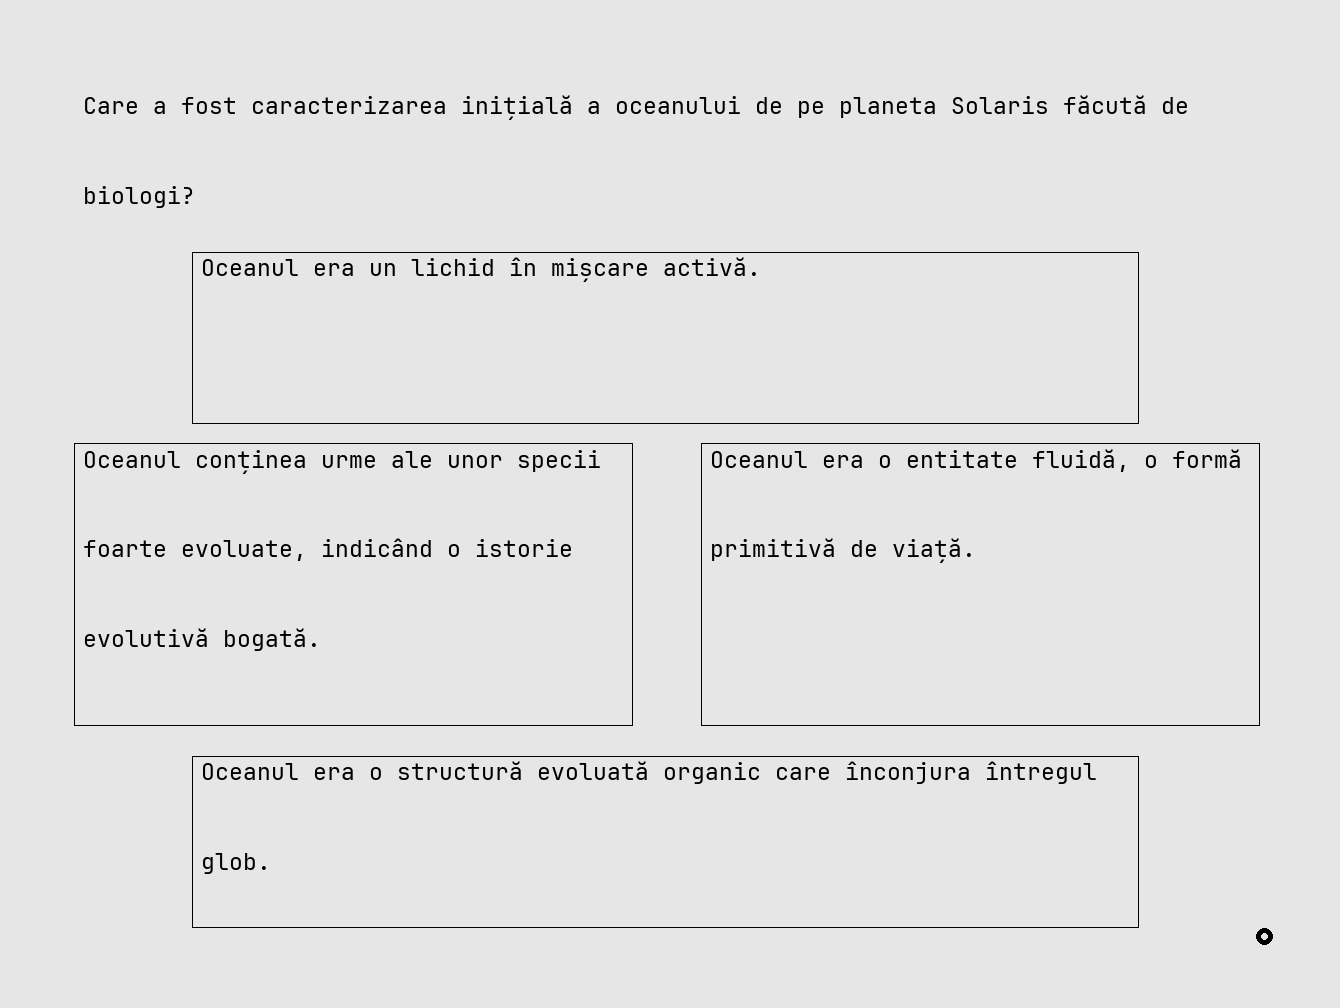 Care a fost caracterizarea inițială a oceanului de pe planeta Solaris făcută de
biologi?
Oceanul era un lichid în mișcare activă.
Oceanul conținea urme ale unor specii
foarte evoluate, indicând o istorie
evolutivă bogată.
Oceanul era o entitate fluidă, o formă
primitivă de viață.
Oceanul era o structură evoluată organic care înconjura întregul
glob.